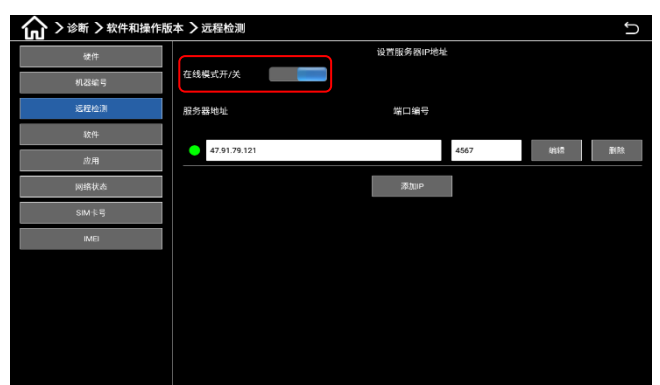 > 诊断 > 软件和操作版本 > 远程检测
硬件
机器编号
远程检测
软件
应用
网络状态
SIM卡号
IMEI
设置服务器IP地址
在线模式开/关
服务器地址 端口编号
47.91.79.121 4567 编辑 删除
添加IP